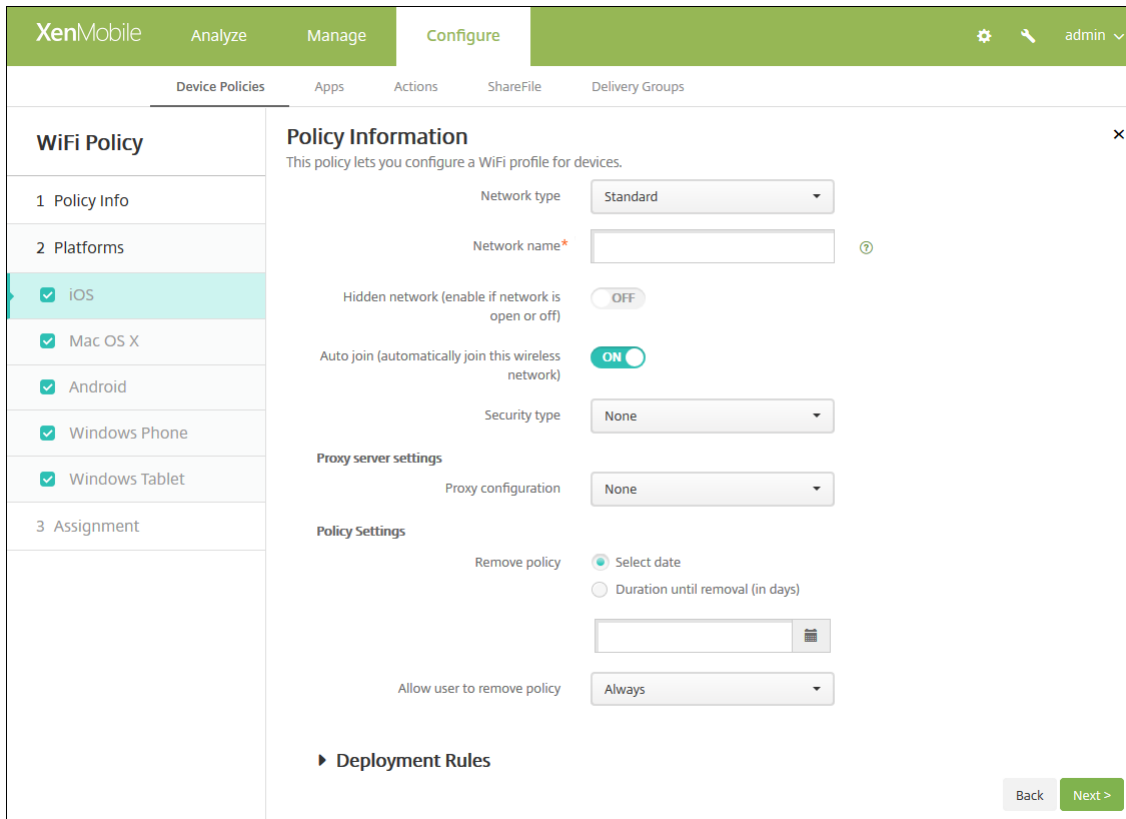 XenMobile Analyze Manage Configure admin
Device Policies Apps Actions ShareFile Delivery Groups
WiFi Policy
1 Policy Info
2 Platforms
iOS
Mac OS X
Android
Windows Phone
Windows Tablet
3 Assignment
Policy Information
This policy lets you configure a WiFi profile for devices.
Network type Standard
Network name*
Hidden network (enable if network is
open or off) OFF
Auto join (automatically join this wireless
network) ON
Security type None
Proxy server settings
Proxy configuration None
Policy Settings
Remove policy Select date
Duration until removal (in days)
Allow user to remove policy Always
Deployment Rules
Back Next >